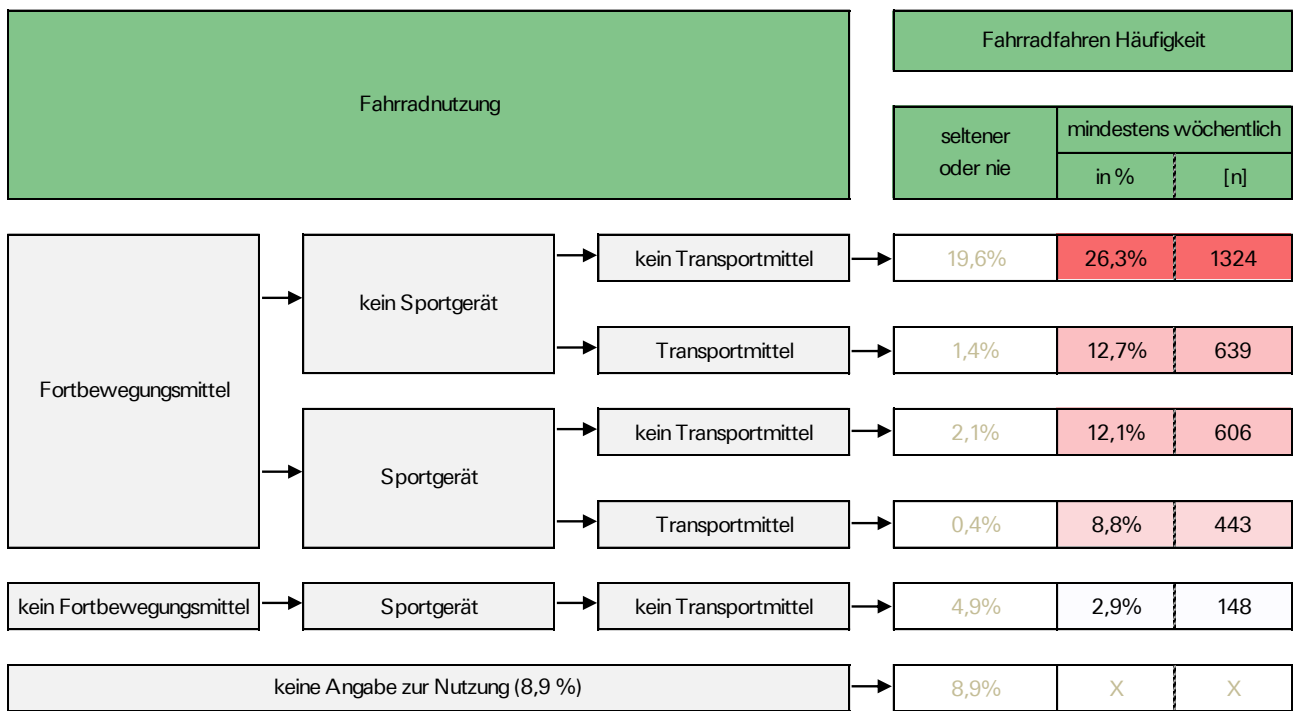 Fahrradnutzung
Fahrradfahren Häufigkeit
seltener
oder nie
mindestens wöchentlich
in %
[n]
Fortbewegungsmittel
kein Sportgerät
kein Transportmittel
19,6%
26,3%
1324
Transportmittel
1,4%
12,7%
639
Sportgerät
kein Transportmittel
2,1%
12,1%
606
Transportmittel
0,4%
8,8%
443
kein Fortbewegungsmittel
Sportgerät
kein Transportmittel
4,9%
2,9%
148
keine Angabe zur Nutzung (8,9 %)
8,9%
X
X